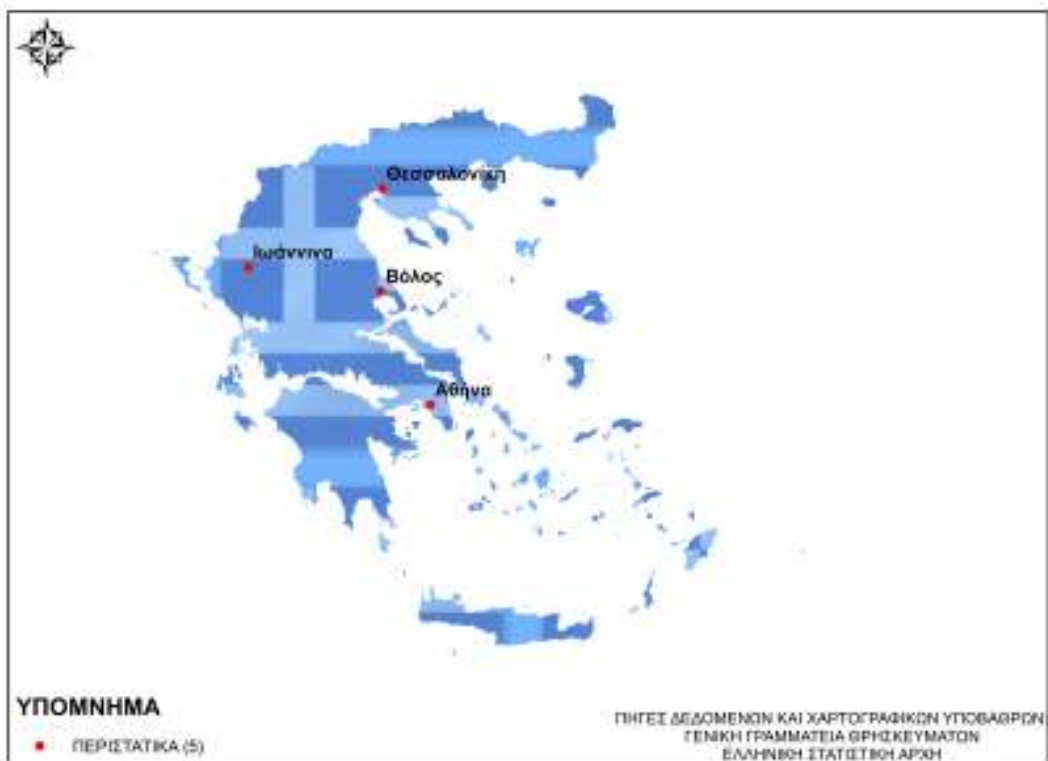 Θεσσαλονίκη
Ιωάννινα
Βόλος
Αθήνα
ΥΠΟΜΝΗΜΑ
ΠΕΡΙΣΤΑΤΙΚΑ (5)
ΠΗΓΕΣ ΔΕΔΟΜΕΝΩΝ ΚΑΙ ΧΑΡΤΟΓΡΑΦΙΚΩΝ ΥΠΟΒΑΘΡΩΝ
ΓΕΝΙΚΗ ΓΡΑΜΜΑΤΕΙΑ ΘΡΗΣΚΕΥΜΑΤΩΝ
ΕΛΛΗΝΙΚΗ ΣΤΑΤΙΣΤΙΚΗ ΑΡΧΗ